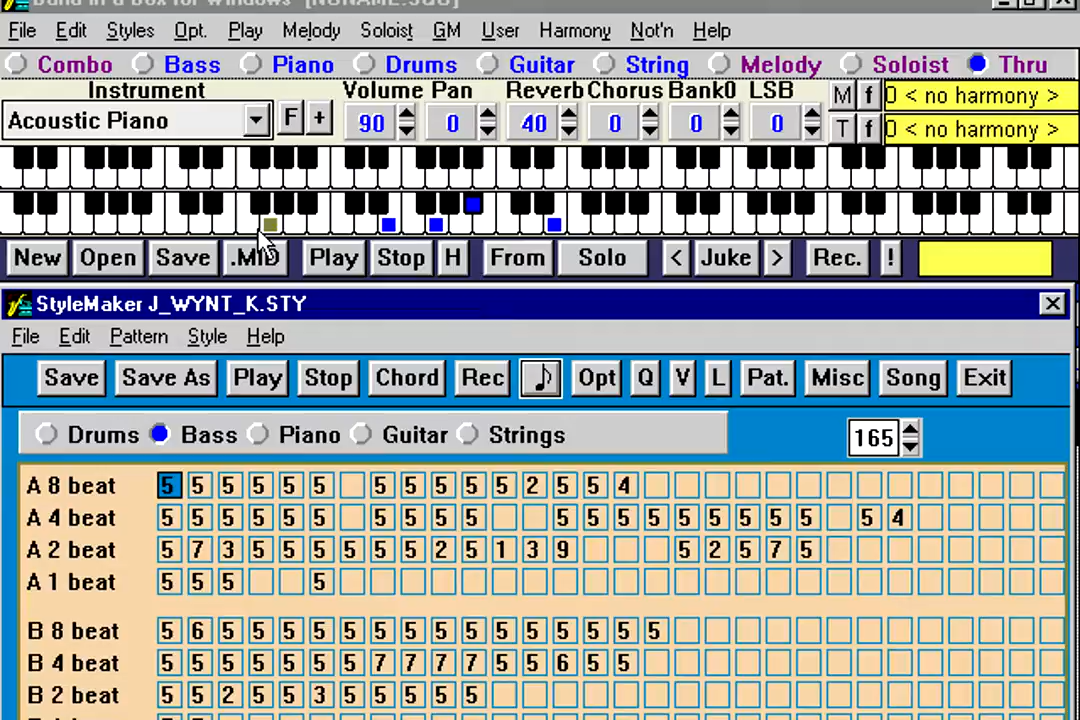 Band in a Box for Windows [NONAME.SGU]
File Edit Styles Opt. Play Melody Soloist GM User Harmony Not'n Help
Combo Bass Piano Drums Guitar String Melody Soloist Thru
Instrument Volume Pan Reverb Chorus Bank0 LSB M f 0 < no harmony >
Acoustic Piano F + 90 0 40 0 0 0 T f 0 < no harmony >
New Open Save .MID Play Stop H From Solo < Juke > Rec. !
StyleMaker J_WYNT_K.STY
File Edit Pattern Style Help
Save Save As Play Stop Chord Rec Opt Q V L Pat. Misc Song Exit
Drums Bass Piano Guitar Strings 165
A 8 beat 5 5 5 5 5 5 5 5 5 5 5 2 5 5 4
A 4 beat 5 5 5 5 5 5 5 5 5 5 5 5 5 5 5 5 5 5 5 5 4
A 2 beat 5 7 3 5 5 5 5 5 5 2 5 1 3 9 5 2 5 7 5
A 1 beat 5 5 5 5
B 8 beat 5 6 5 5 5 5 5 5 5 5 5 5 5 5 5 5 5
B 4 beat 5 5 5 5 5 5 5 7 7 7 7 5 5 6 5 5
B 2 beat 5 5 2 5 5 3 5 5 5 5 5